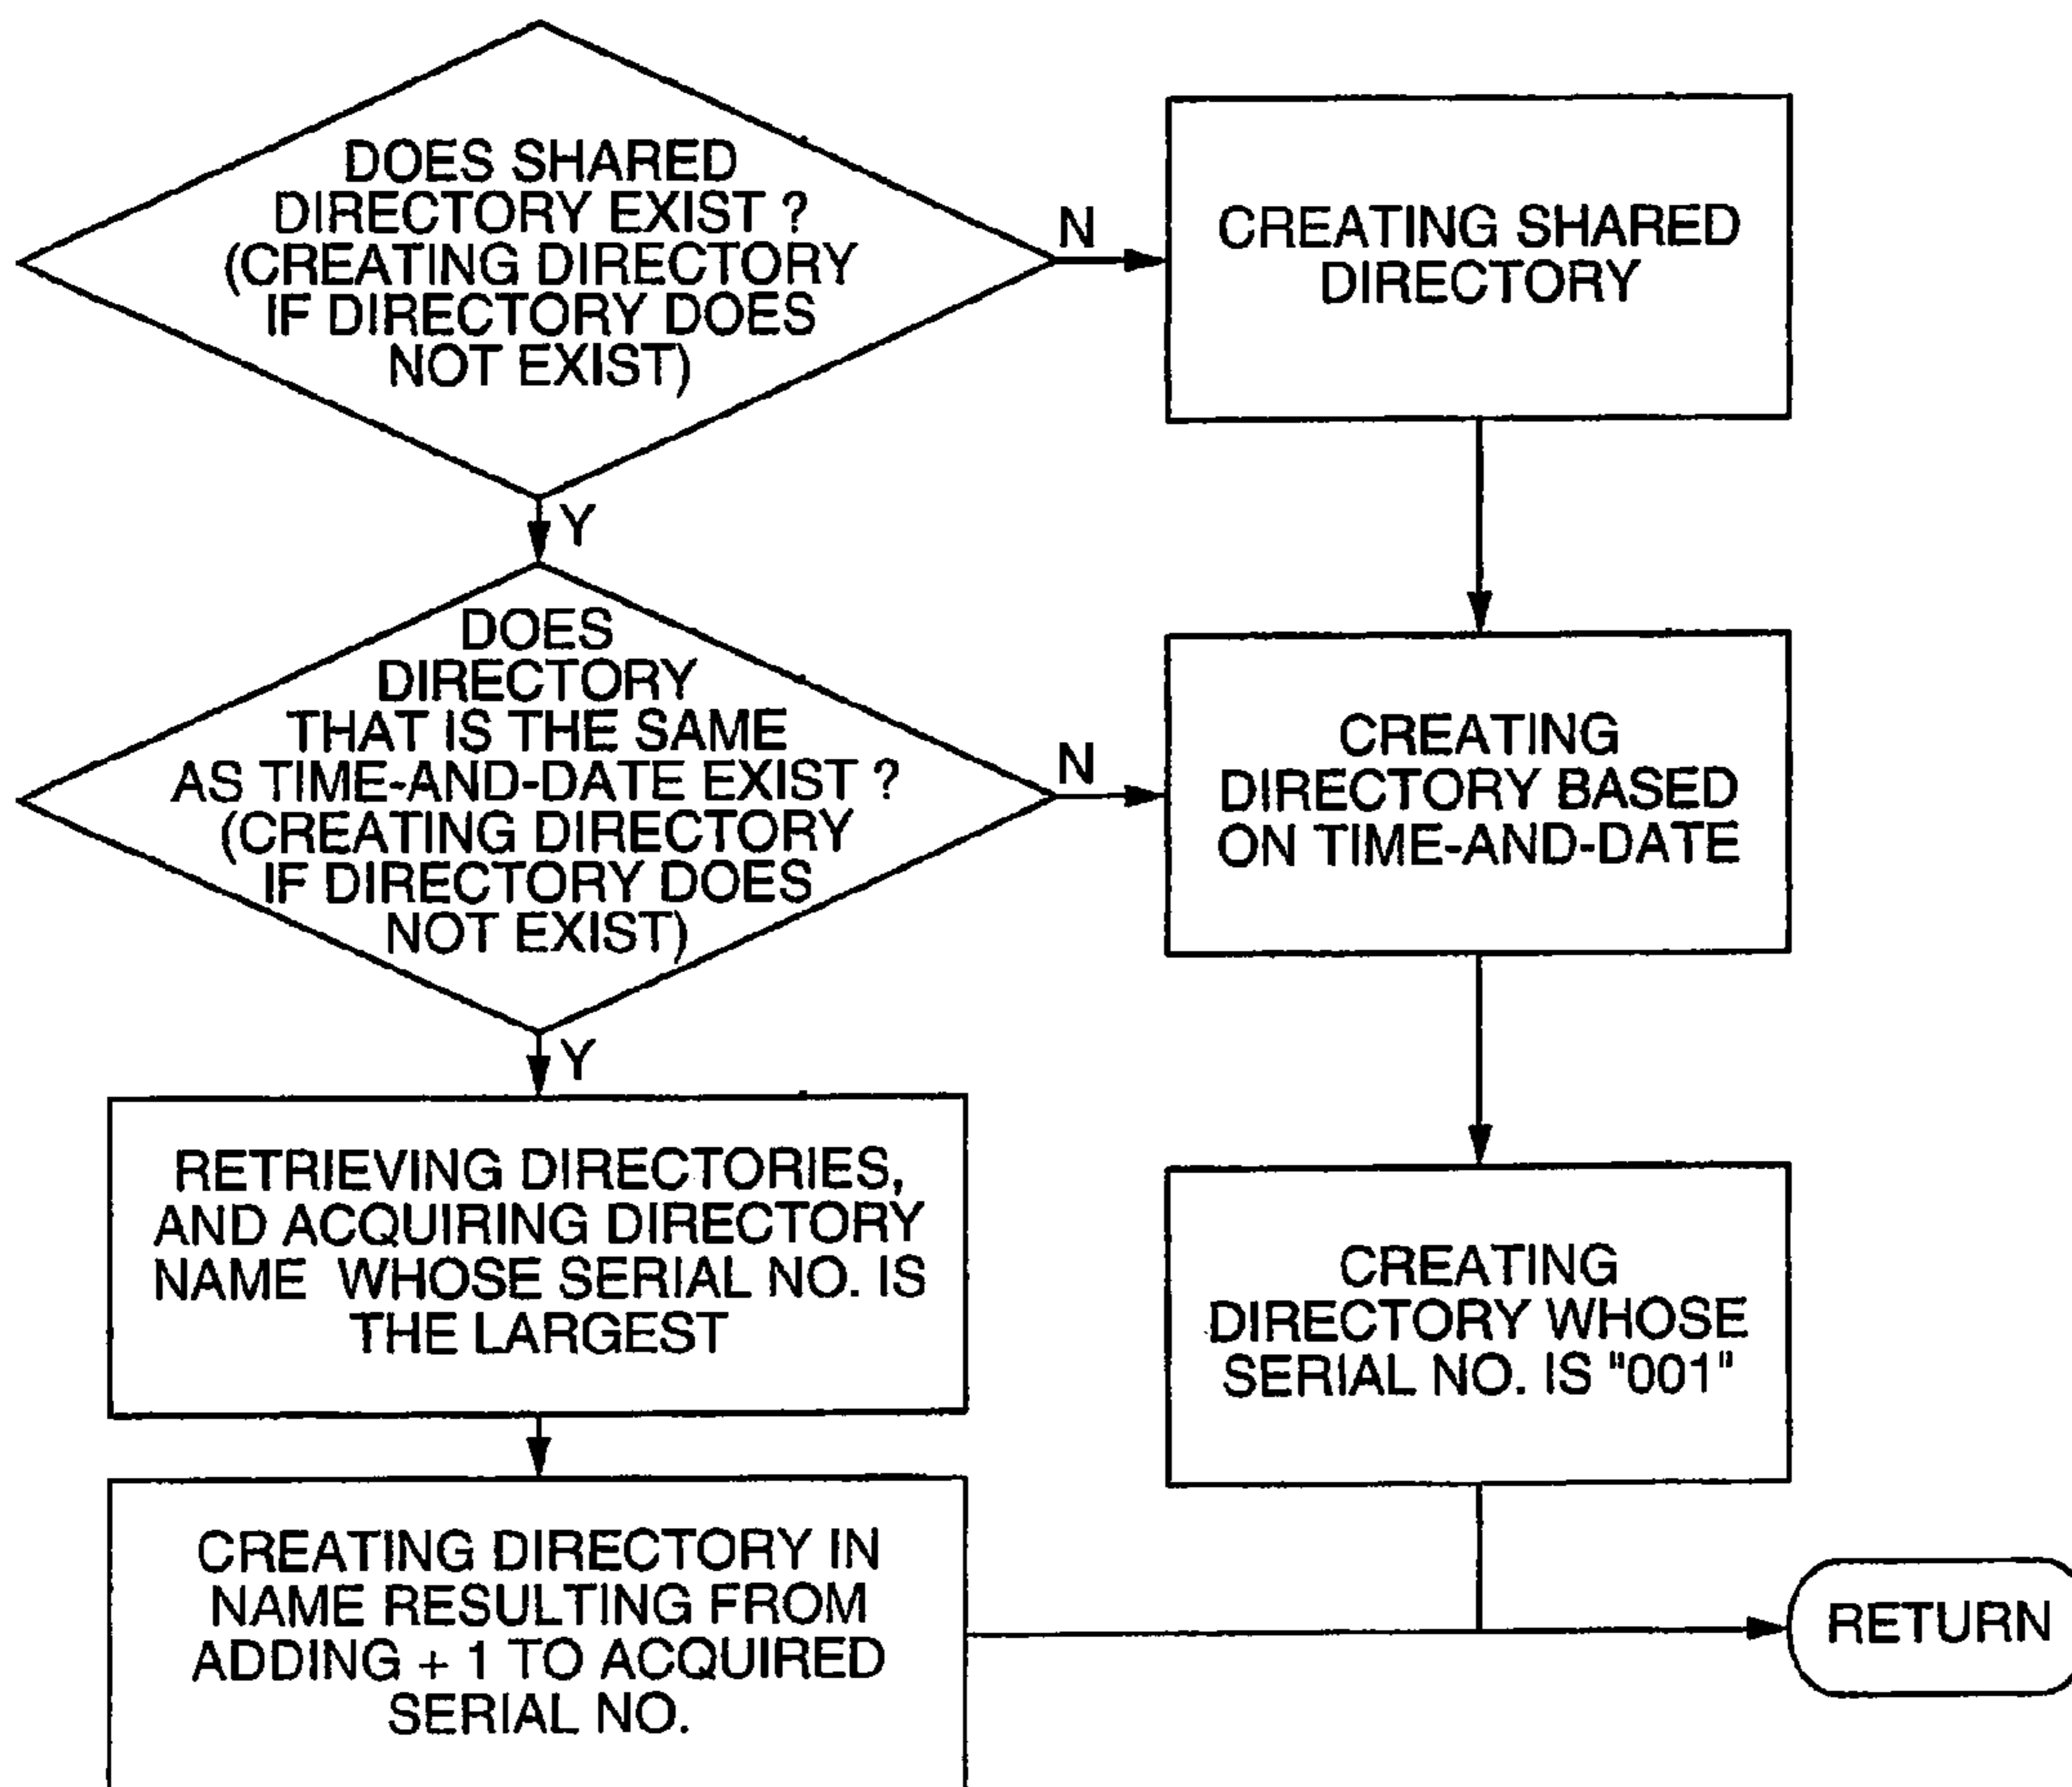 DOES SHARED
DIRECTORY EXIST ?
(CREATING DIRECTORY
IF DIRECTORY DOES
NOT EXIST)
N
CREATING SHARED
DIRECTORY
Y
DOES
DIRECTORY
THAT IS THE SAME
AS TIME-AND-DATE EXIST ?
(CREATING DIRECTORY
IF DIRECTORY DOES
NOT EXIST)
N
CREATING
DIRECTORY BASED
ON TIME-AND-DATE
Y
RETRIEVING DIRECTORIES,
AND ACQUIRING DIRECTORY
NAME WHOSE SERIAL NO. IS
THE LARGEST
CREATING
DIRECTORY WHOSE
SERIAL NO. IS "001"
CREATING DIRECTORY IN
NAME RESULTING FROM
ADDING + 1 TO ACQUIRED
SERIAL NO.
RETURN